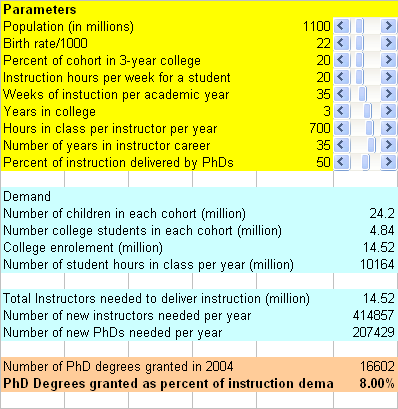 Parameters
Population (in millions) 1100
Birth rate/1000 22
Percent of cohort in 3-year college 20
Instruction hours per week for a student 20
Weeks of instuction per academic year 35
Years in college 3
Hours in class per instructor per year 700
Number of years in instructor career 35
Percent of instruction delivered by PhDs 50
Demand
Number of children in each cohort (million) 24.2
Number college students in each cohort (million) 4.84
College enrolement (million) 14.52
Number of student hours in class per year (million) 10164
Total Instructors needed to deliver instruction (million) 14.52
Number of new instructors needed per year 414857
Number of new PhDs needed per year 207429
Number of PhD degrees granted in 2004 16602
PhD Degrees granted as percent of instruction dema 8.00%